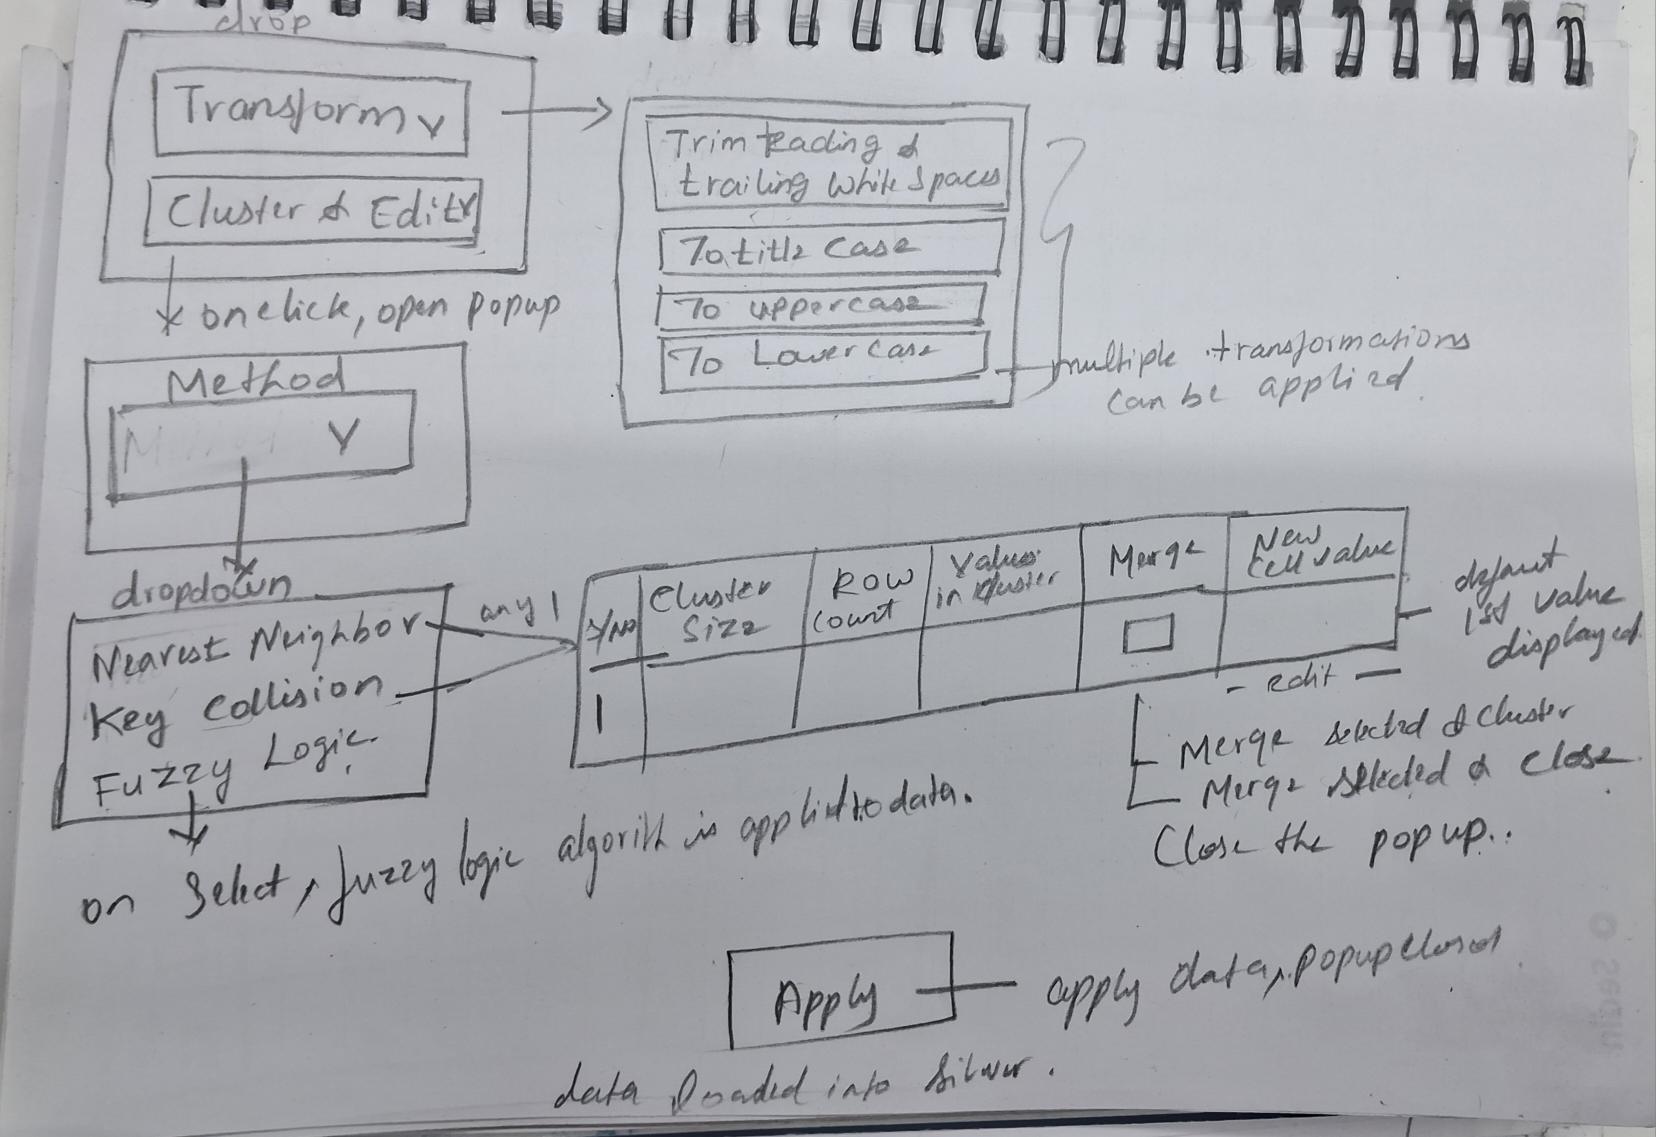 drop
Transform v
Cluster & Edit v
on click, open popup
Trim leading &
trailing white spaces
To title case
To uppercase
To Lowercase
multiple transformations
can be applied.
Method
dropdown
Nearest Neighbor
Key Collision
Fuzzy Logic.
any 1
Cluster
Size
Row
Count
Values
in cluster
Merge
New
Cell value
1
default
1st value
displayed
- edit -
Merge selected & Cluster
Merge selected & Close
Close the popup..
on select, fuzzy logic algorith is applied to data.
Apply
apply data, popup closed
data loaded into silver.